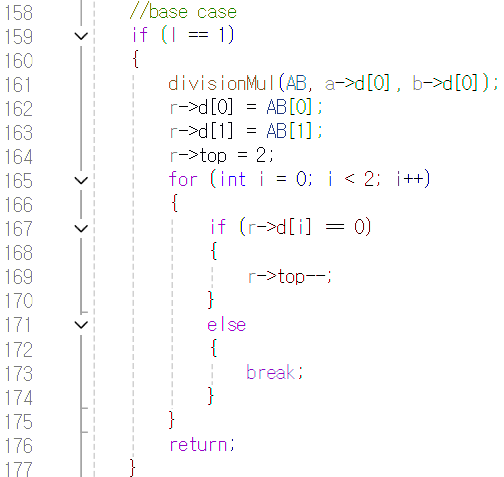 158 //base case
159 if (l == 1)
160 {
161 divisionMul(AB, a->d[0], b->d[0]);
162 r->d[0] = AB[0];
163 r->d[1] = AB[1];
164 r->top = 2;
165 for (int i = 0; i < 2; i++)
166 {
167 if (r->d[i] == 0)
168 {
169 r->top--;
170 }
171 else
172 {
173 break;
174 }
175 }
176 return;
177 }